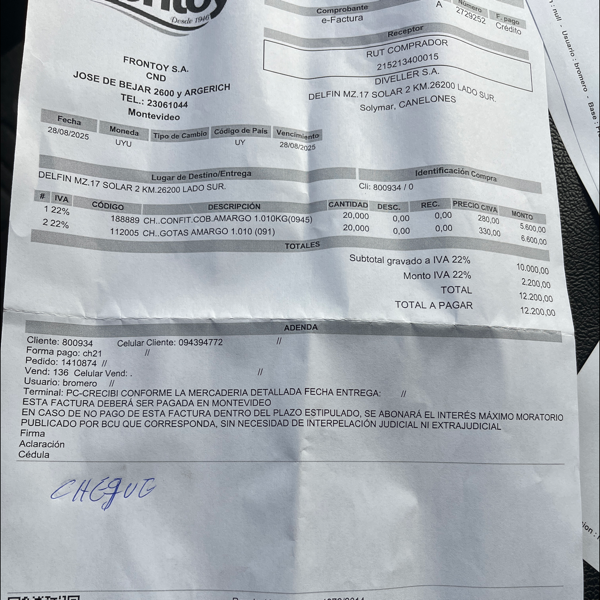 Desde 1946
FRONTOY S.A.
CND
JOSE DE BEJAR 2600 y ARGERICH
TEL.: 23061044
Montevideo
Comprobante Número F. pago
e-Factura A 2729252 Crédito
Receptor
RUT COMPRADOR
215213400015
DIVELLER S.A.
DELFIN MZ.17 SOLAR 2 KM.26200 LADO SUR.
Solymar, CANELONES
Fecha Moneda Tipo de Cambio Código de País Vencimiento
28/08/2025 UYU UY 28/08/2025
Lugar de Destino/Entrega Identificación Compra
DELFIN MZ.17 SOLAR 2 KM.26200 LADO SUR. Cli: 800934 / 0
# IVA CÓDIGO DESCRIPCIÓN CANTIDAD DESC. REC. PRECIO C/IVA MONTO
1 22% 188889 CH..CONFIT.COB.AMARGO 1.010KG(0945) 20,000 0,00 0,00 280,00 5.600,00
2 22% 112005 CH..GOTAS AMARGO 1.010 (091) 20,000 0,00 0,00 330,00 6.600,00
TOTALES
Subtotal gravado a IVA 22% 10.000,00
Monto IVA 22% 2.200,00
TOTAL 12.200,00
TOTAL A PAGAR 12.200,00
ADENDA
Cliente: 800934 Celular Cliente: 094394772 //
Forma pago: ch21 //
Pedido: 1410874 //
Vend: 136 Celular Vend: . //
Usuario: bromero //
Terminal: PC-CRECIBI CONFORME LA MERCADERIA DETALLADA FECHA ENTREGA: //
ESTA FACTURA DEBERÁ SER PAGADA EN MONTEVIDEO
EN CASO DE NO PAGO DE ESTA FACTURA DENTRO DEL PLAZO ESTIPULADO, SE ABONARÁ EL INTERÉS MÁXIMO MORATORIO
PUBLICADO POR BCU QUE CORRESPONDA, SIN NECESIDAD DE INTERPELACIÓN JUDICIAL NI EXTRAJUDICIAL
Firma
Aclaración
Cédula
CHEQUE
: null . Usuario : bromero . Base :